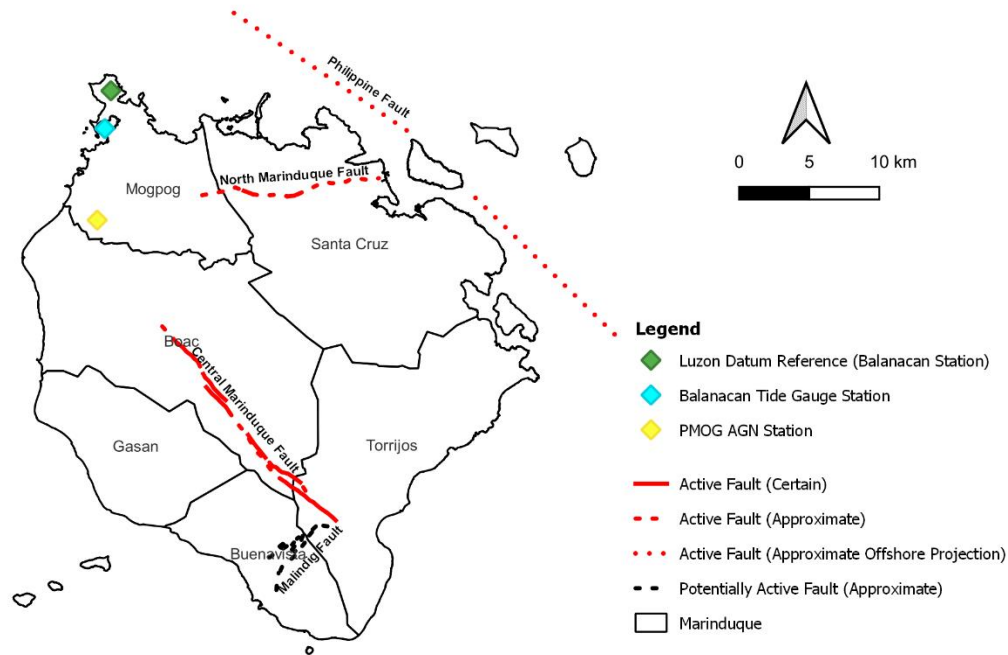 Philippine Fault
0 5 10 km
North Marinduque Fault
Mogpog
Santa Cruz
Boac
Central Marinduque Fault
Gasan
Torrijos
Buenavista
Malindig Fault
Legend
Luzon Datum Reference (Balanacan Station)
Balanacan Tide Gauge Station
PMOG AGN Station
Active Fault (Certain)
Active Fault (Approximate)
Active Fault (Approximate Offshore Projection)
Potentially Active Fault (Approximate)
Marinduque